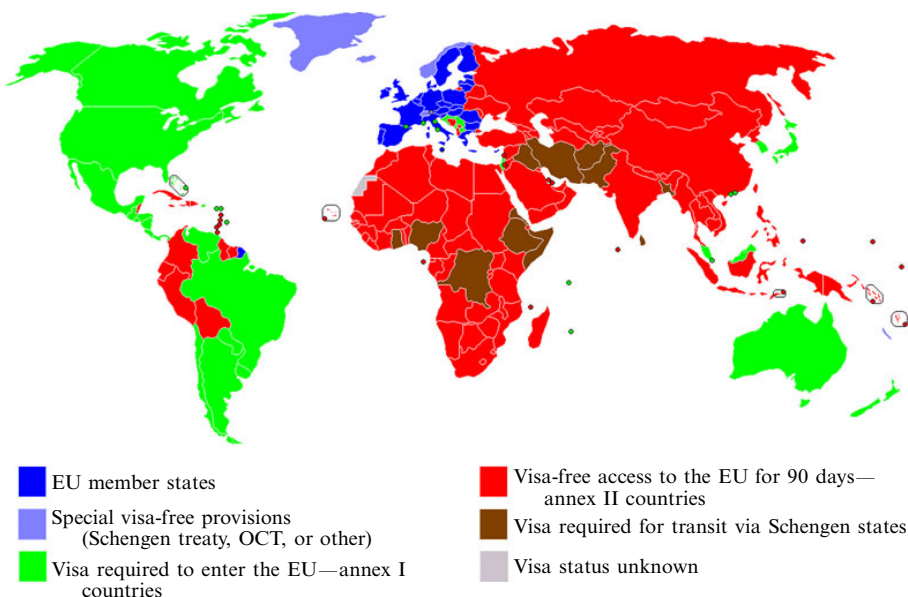 EU member states
Special visa-free provisions
(Schengen treaty, OCT, or other)
Visa required to enter the EU—annex I
countries
Visa-free access to the EU for 90 days—
annex II countries
Visa required for transit via Schengen states
Visa status unknown